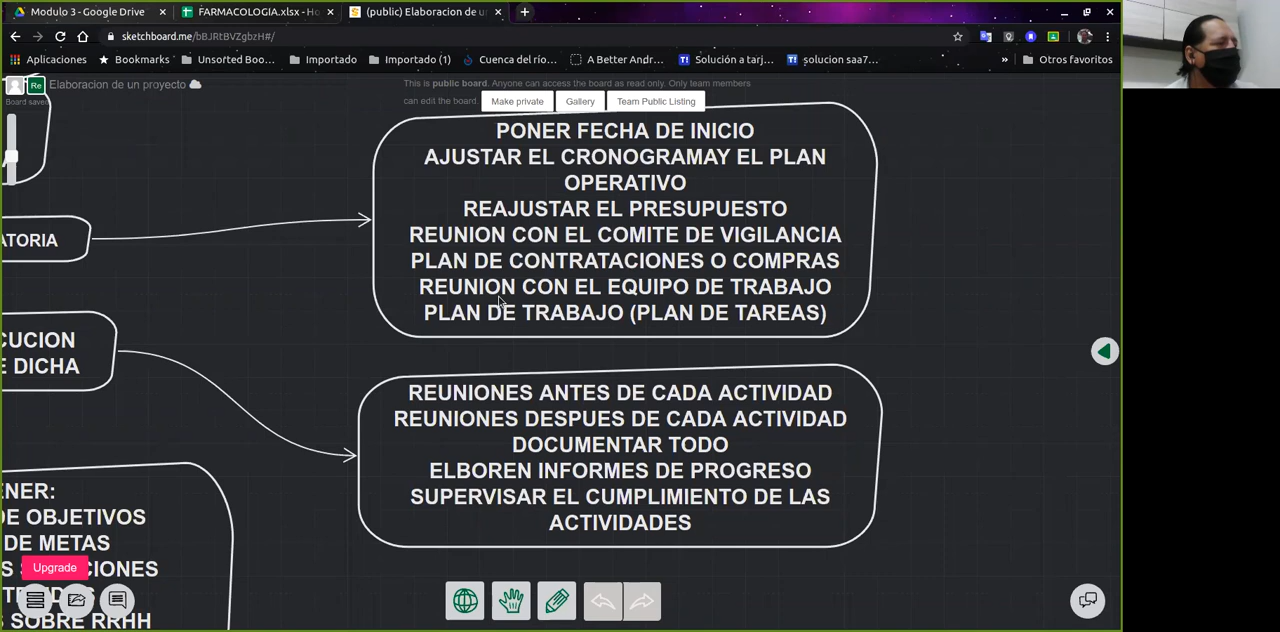 Modulo 3 - Google Drive
FARMACOLOGIA.xlsx - Ho
(public) Elaboracion de un
sketchboard.me/bBJRtBVZgbzH#/
Aplicaciones
Bookmarks
Unsorted Boo...
Importado
Importado (1)
Cuenca del río...
A Better Andr...
Solución a tarj...
solucion saa7...
»
Otros favoritos
Re
Elaboracion de un proyecto
Board saved
This is public board. Anyone can access the board as read only. Only team members
can edit the board.
Make private
Gallery
Team Public Listing
PONER FECHA DE INICIO
AJUSTAR EL CRONOGRAMAY EL PLAN
OPERATIVO
REAJUSTAR EL PRESUPUESTO
REUNION CON EL COMITE DE VIGILANCIA
PLAN DE CONTRATACIONES O COMPRAS
REUNION CON EL EQUIPO DE TRABAJO
PLAN DE TRABAJO (PLAN DE TAREAS)
ATORIA
CUCION
E DICHA
REUNIONES ANTES DE CADA ACTIVIDAD
REUNIONES DESPUES DE CADA ACTIVIDAD
DOCUMENTAR TODO
ELBOREN INFORMES DE PROGRESO
SUPERVISAR EL CUMPLIMIENTO DE LAS
ACTIVIDADES
ENER:
DE OBJETIVOS
DE METAS
CIONES
Upgrade
S SOBRE RRHH